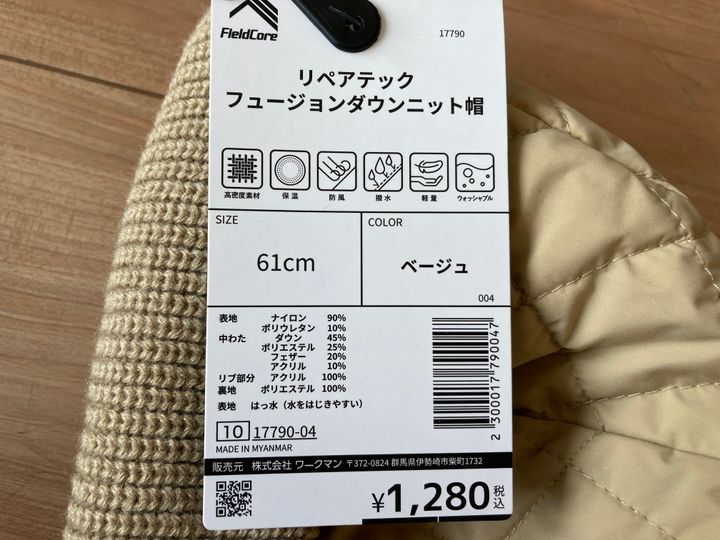 FieldCore
17790
リペアテック
フュージョンダウンニット帽
高密度素材 保温 防風 撥水 軽量 ウォッシャブル
SIZE
61cm
COLOR
ベージュ
004
表地 ナイロン 90%
ポリウレタン 10%
中わた ダウン 45%
ポリエステル 25%
フェザー 20%
アクリル 10%
リブ部分 アクリル 100%
裏地 ポリエステル 100%
表地 はっ水（水をはじきやすい）
10 17790-04
MADE IN MYANMAR
2 300017 790047
販売元 株式会社 ワークマン 〒372-0824 群馬県伊勢崎市柴町1732
¥1,280 税込